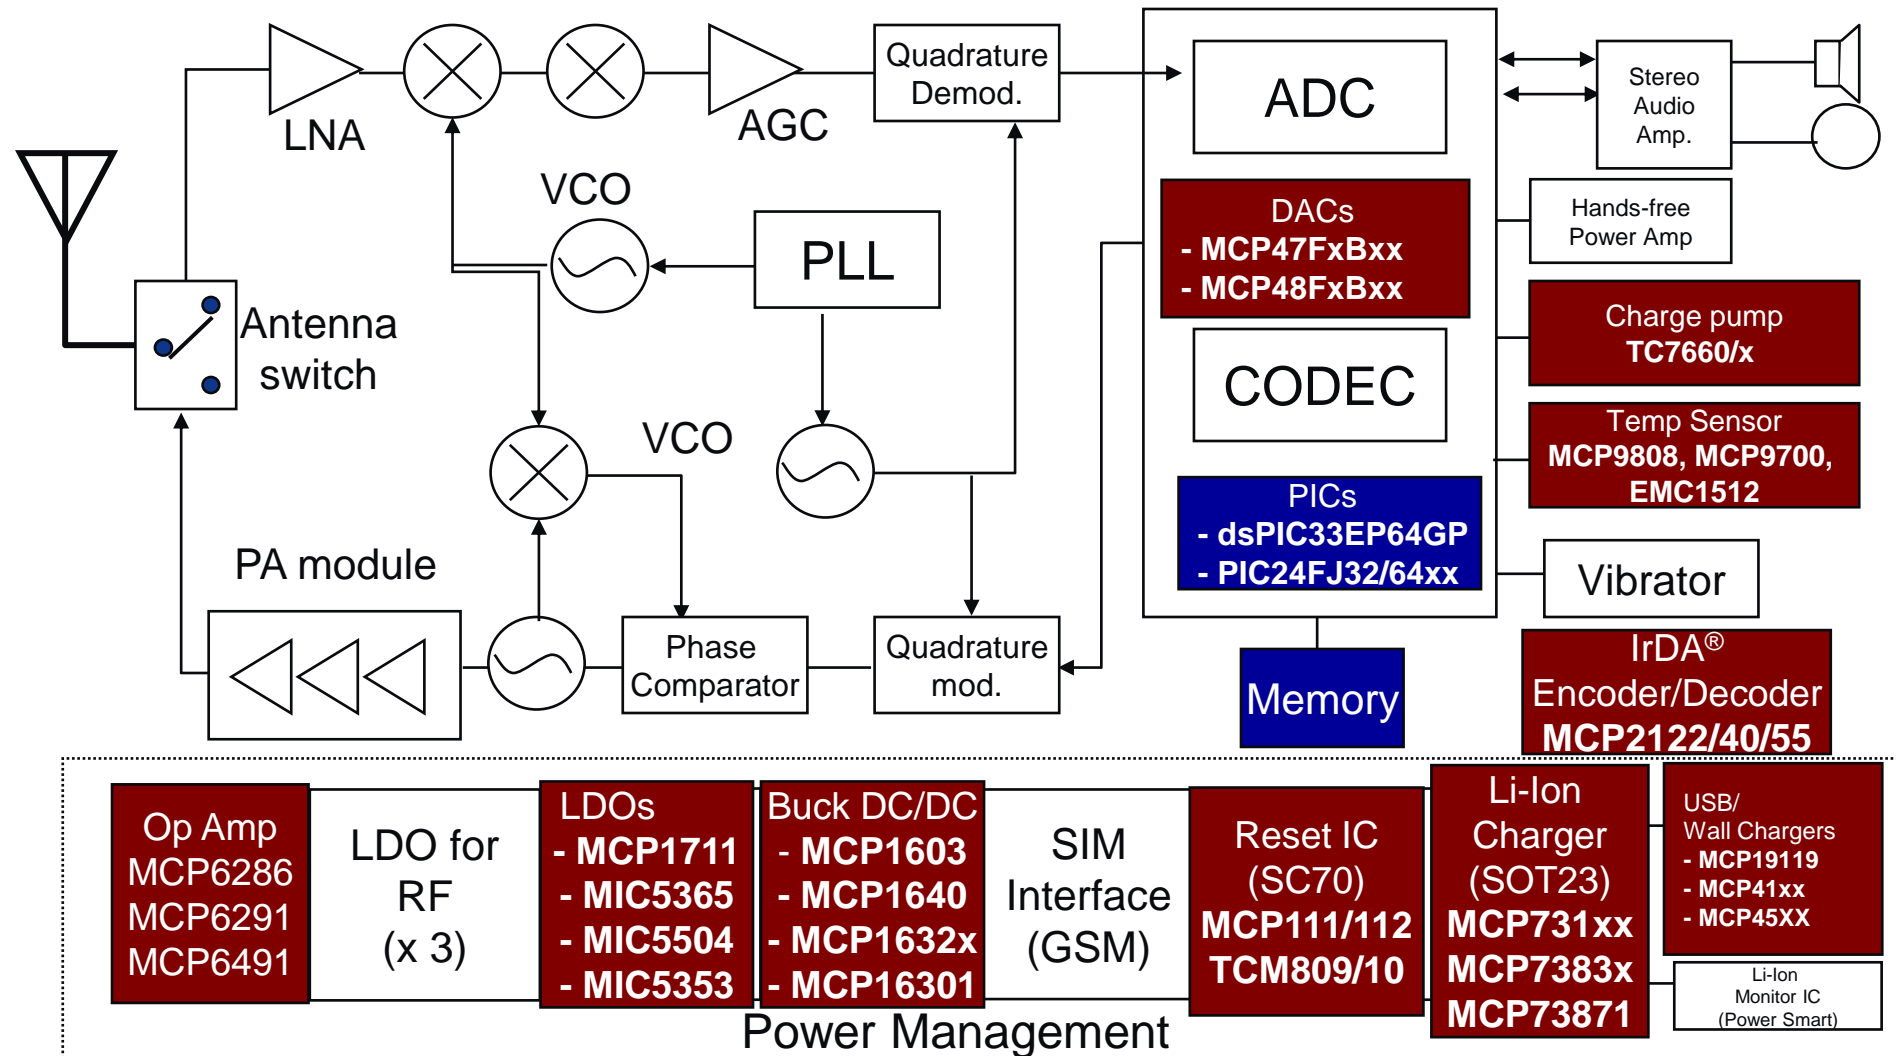 LNA
AGC
Quadrature
Demod.
ADC
Stereo
Audio
Amp.
VCO
PLL
DACs
- MCP47FxBxx
- MCP48FxBxx
Hands-free
Power Amp
Antenna
switch
Charge pump
TC7660/x
CODEC
Temp Sensor
MCP9808, MCP9700,
EMC1512
VCO
PICs
- dsPIC33EP64GP
- PIC24FJ32/64xx
PA module
Vibrator
Phase
Comparator
Quadrature
mod.
Memory
IrDA®
Encoder/Decoder
MCP2122/40/55
Op Amp
MCP6286
MCP6291
MCP6491
LDO for
RF
(x 3)
LDOs
- MCP1711
- MIC5365
- MIC5504
- MIC5353
Buck DC/DC
- MCP1603
- MCP1640
- MCP1632x
- MCP16301
SIM
Interface
(GSM)
Reset IC
(SC70)
MCP111/112
TCM809/10
Li-Ion
Charger
(SOT23)
MCP731xx
MCP7383x
MCP73871
USB/
Wall Chargers
- MCP19119
- MCP41xx
- MCP45XX
Li-Ion
Monitor IC
(Power Smart)
Power Management